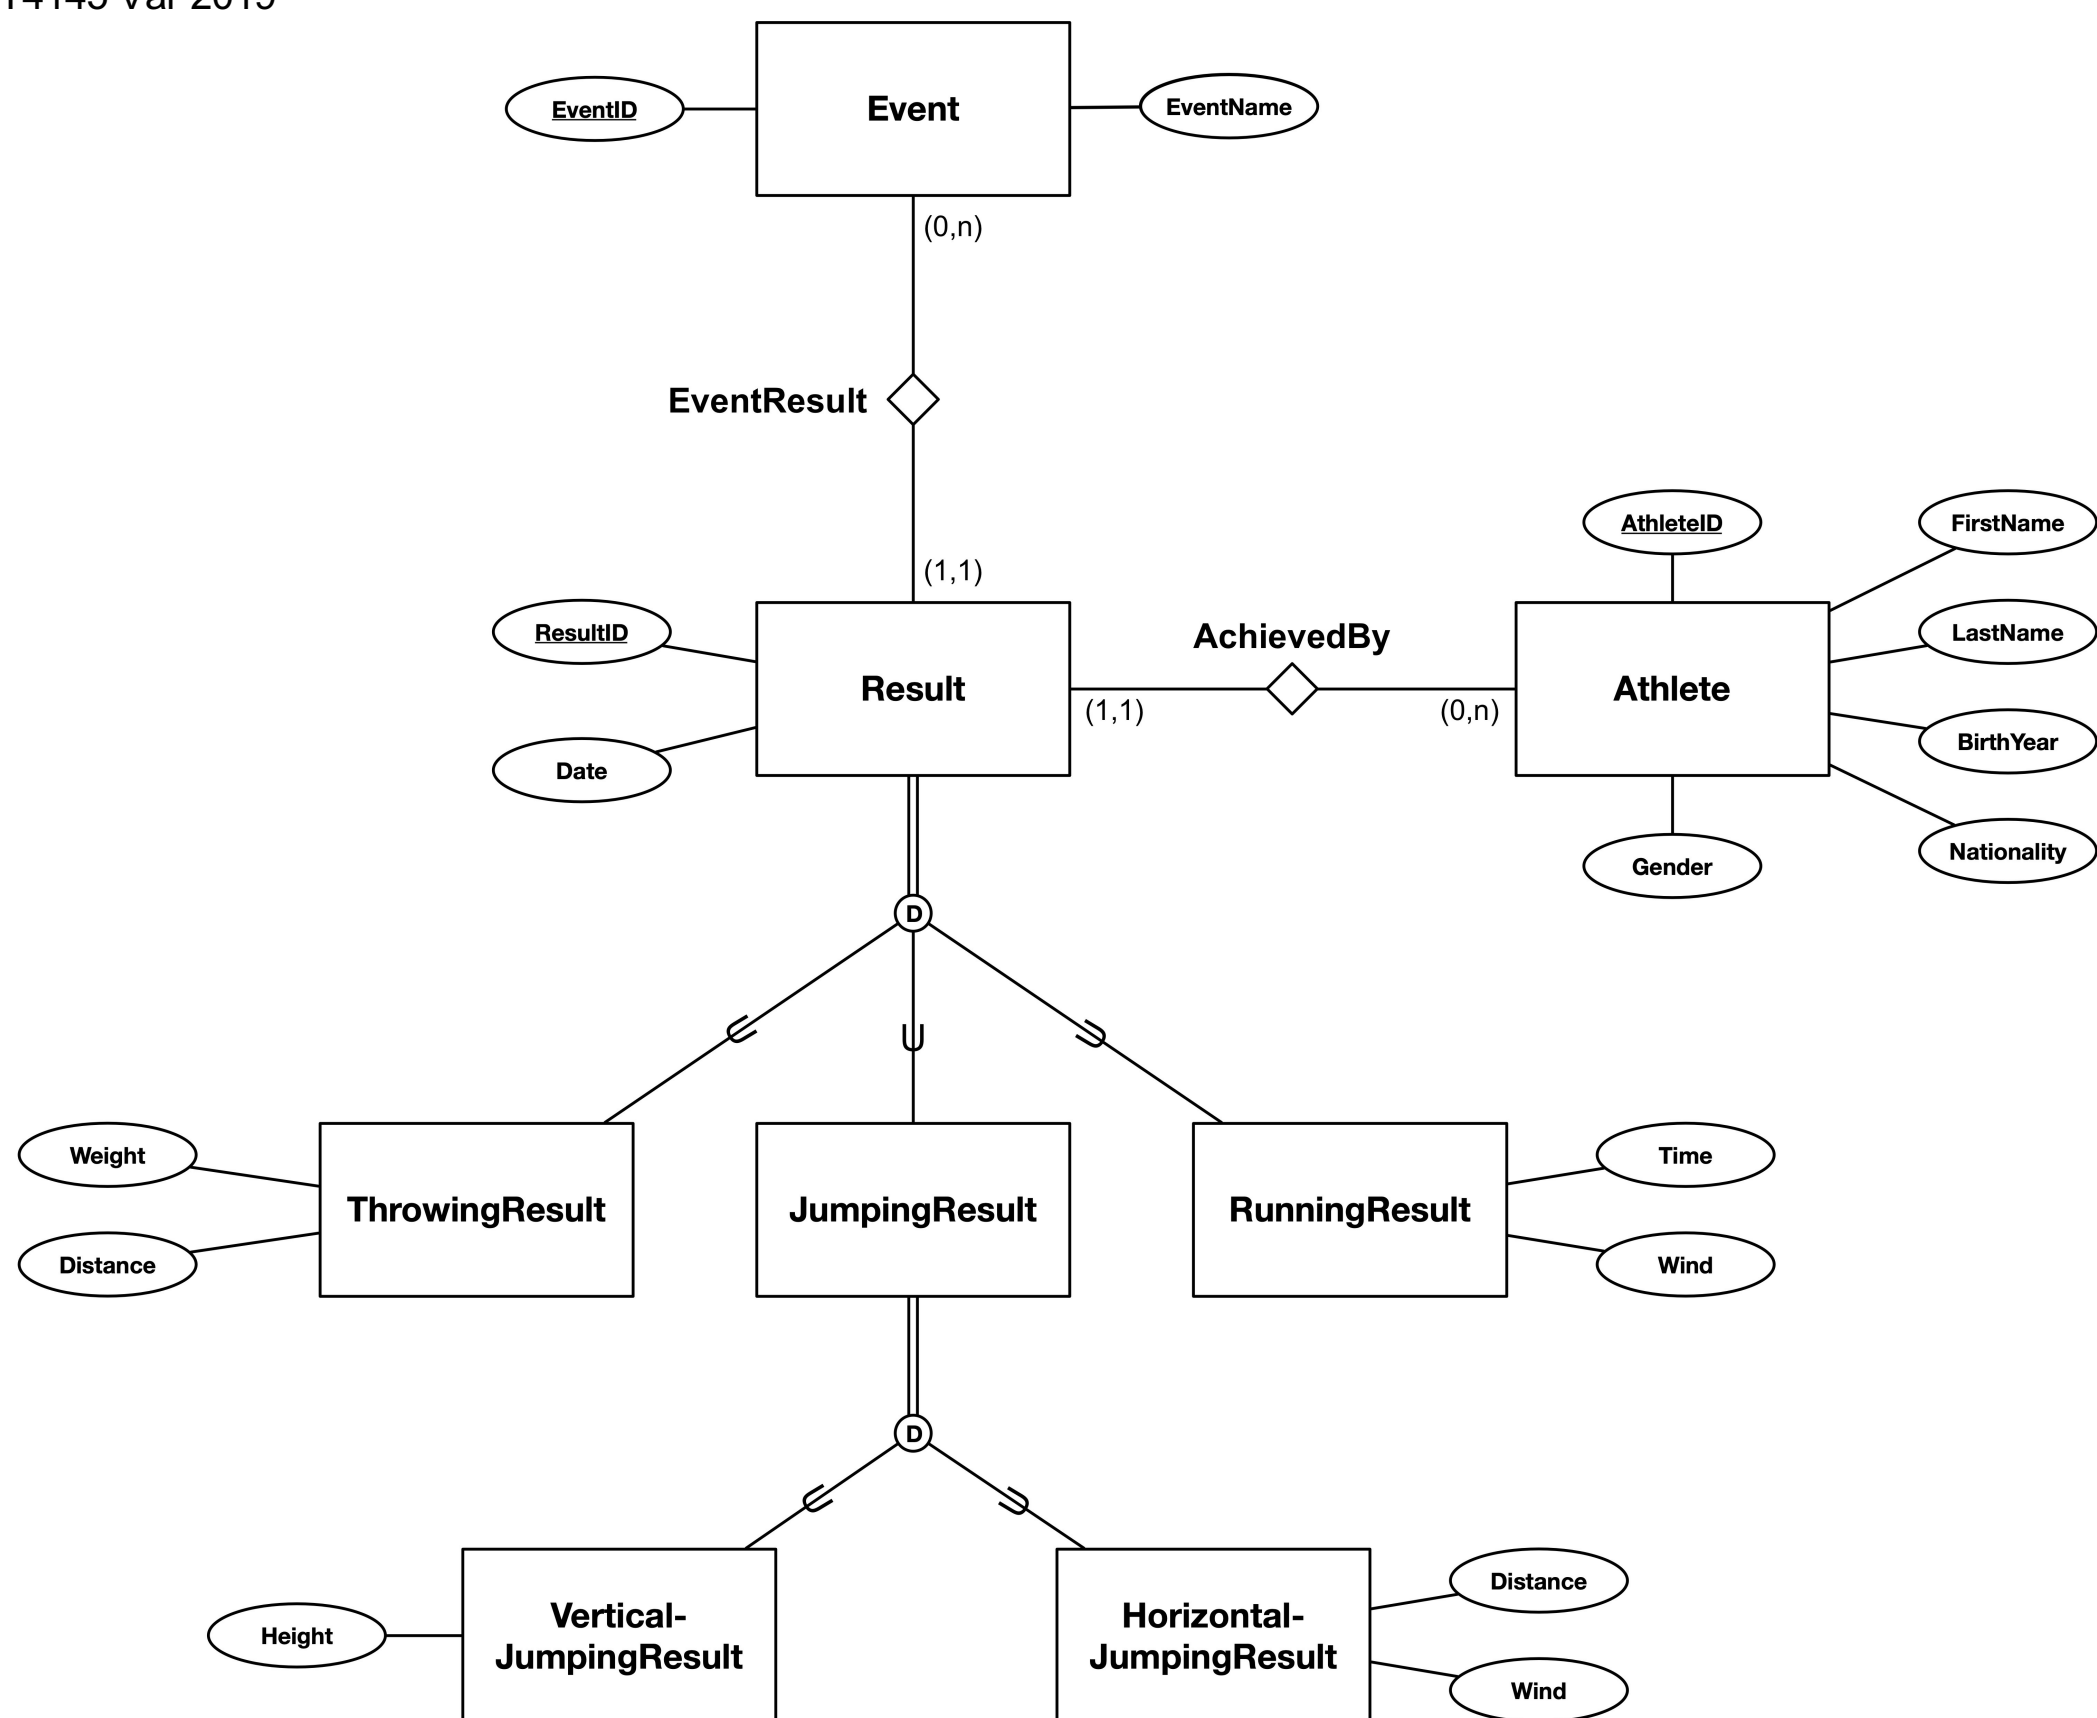 EventID
Event
EventName
(0,n)
EventResult
(1,1)
AthleteID
FirstName
ResultID
Result
AchievedBy
(1,1)
(0,n)
Athlete
LastName
Date
BirthYear
Gender
Nationality
D
U
U
U
Weight
ThrowingResult
JumpingResult
RunningResult
Time
Distance
Wind
D
U
U
Height
Vertical-
JumpingResult
Horizontal-
JumpingResult
Distance
Wind